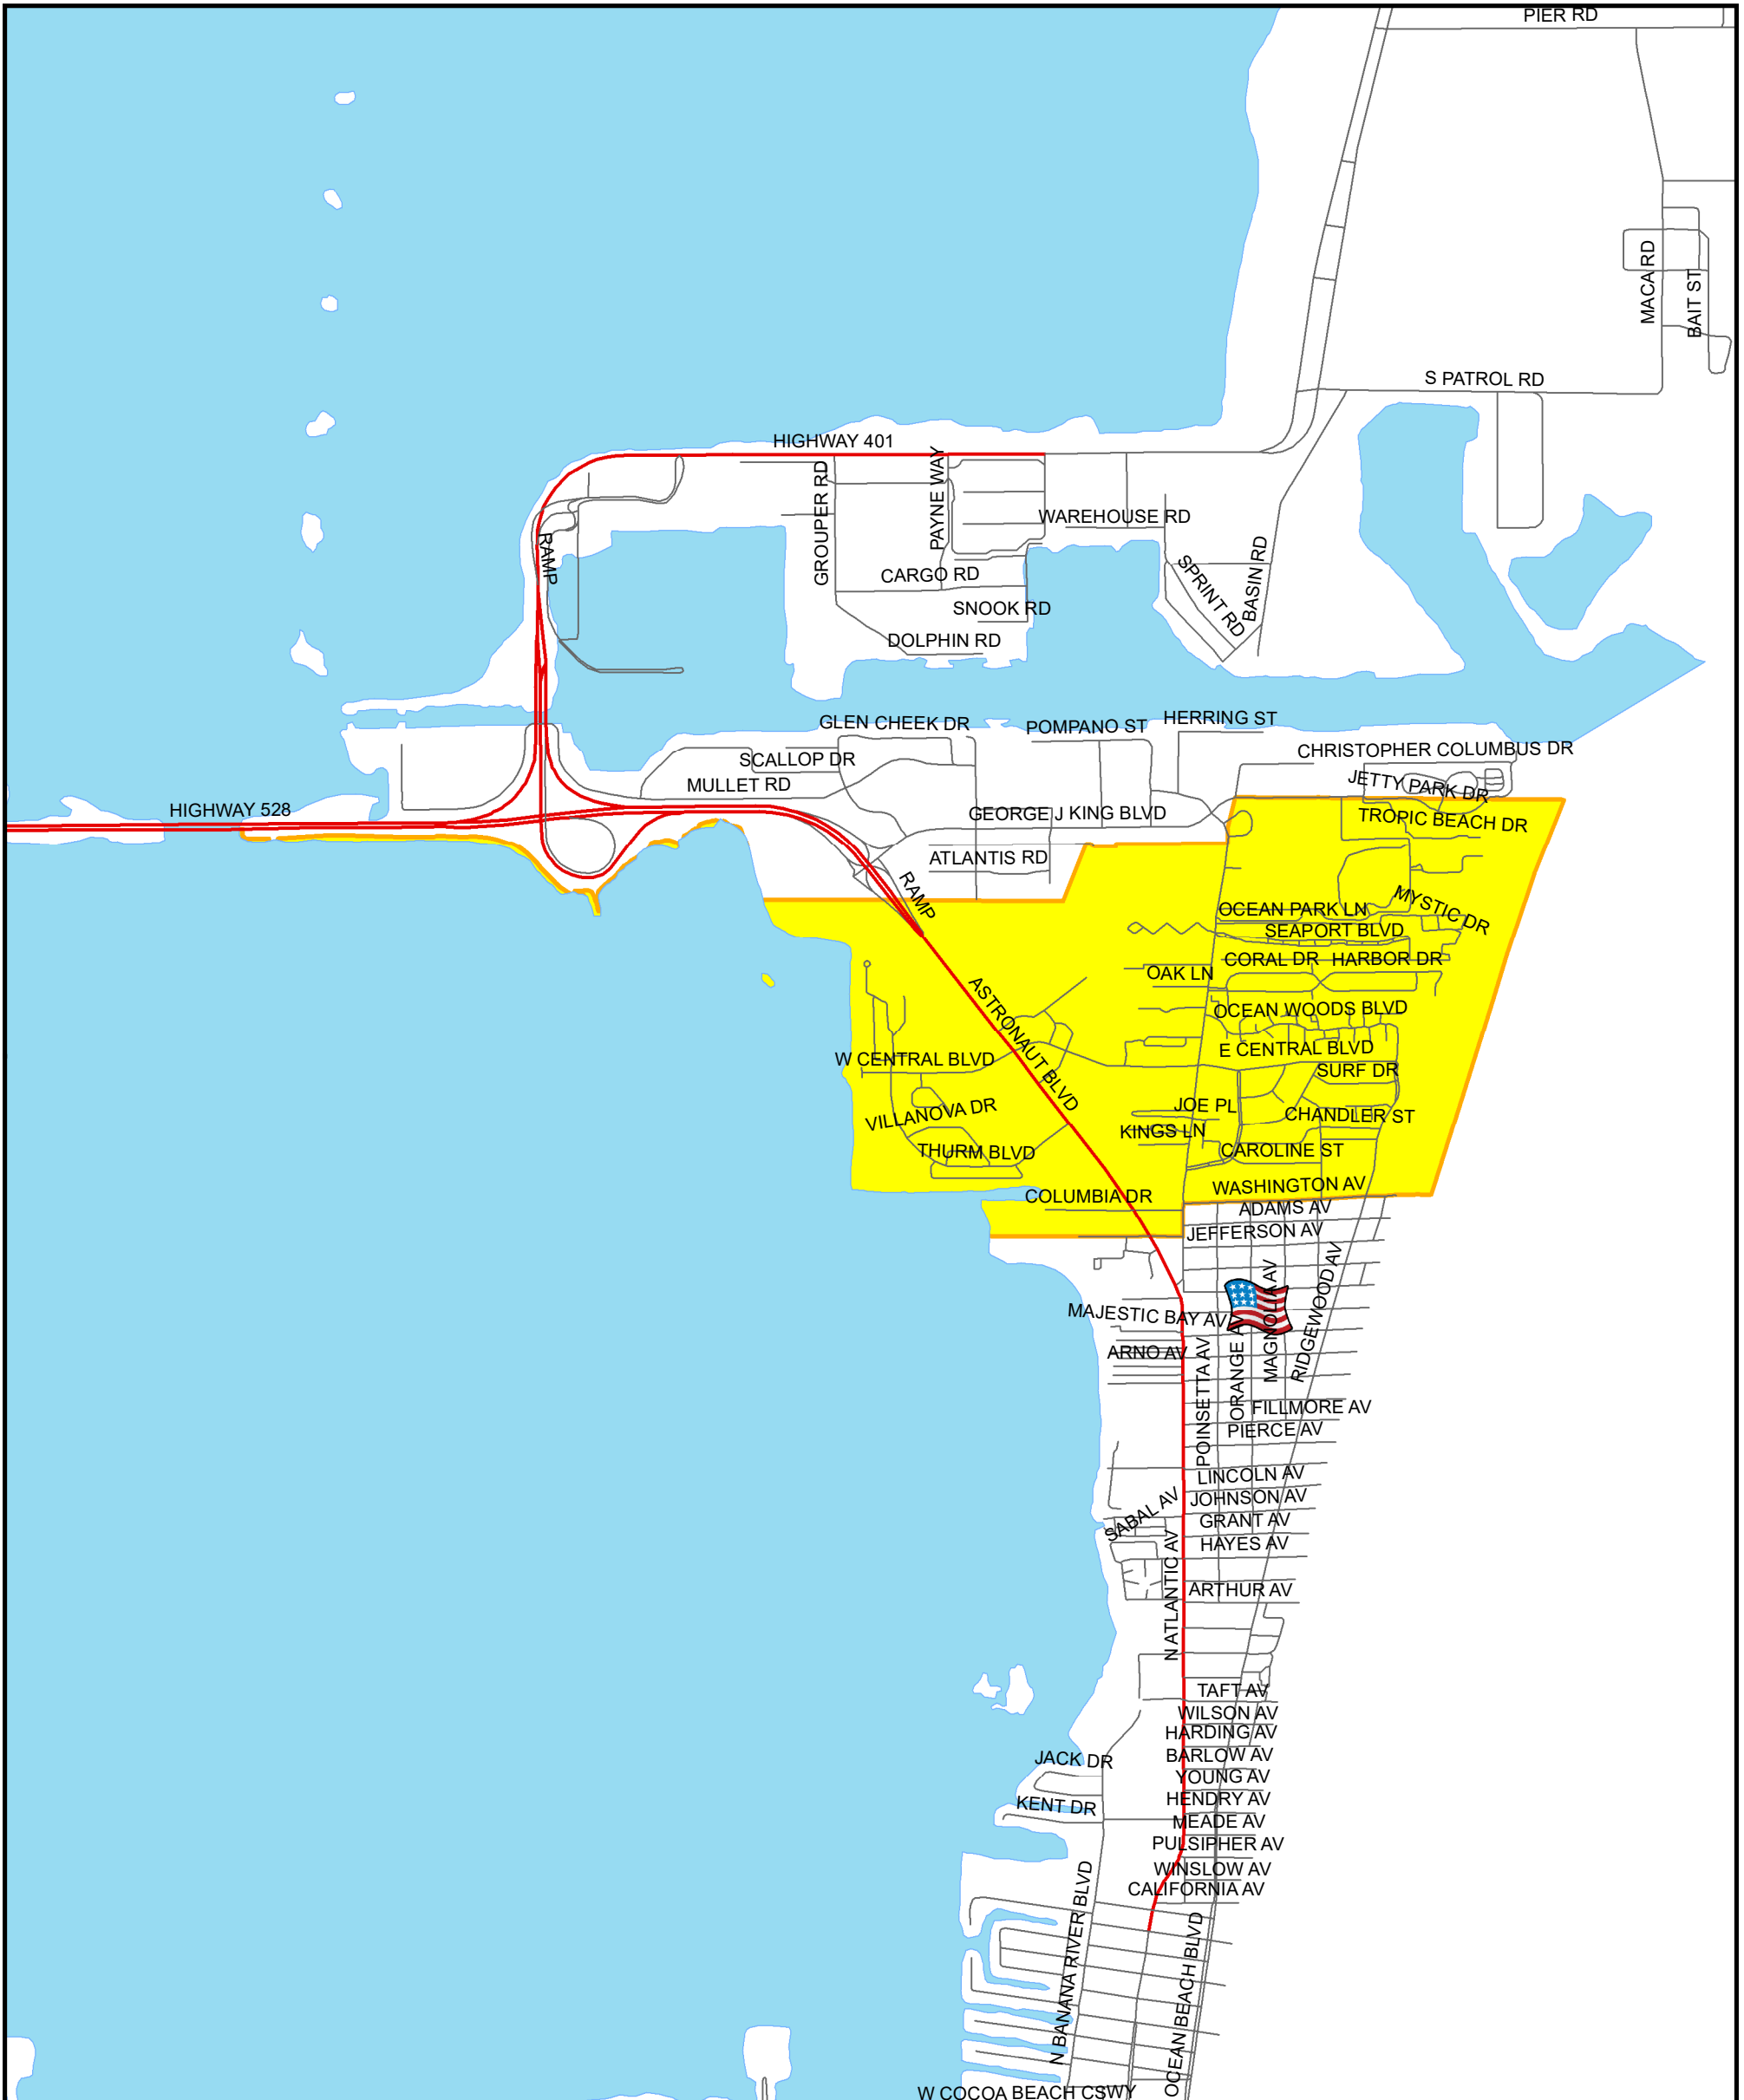 PIER RD
MACA RD
BAIT ST
S PATROL RD
HIGHWAY 401
GROUPER RD
PAYNE WAY
WAREHOUSE RD
RAMP
CARGO RD
SPRINT RD
BASIN RD
SNOOK RD
DOLPHIN RD
GLEN CHEEK DR
POMPANO ST
HERRING ST
CHRISTOPHER COLUMBUS DR
SCALLOP DR
MULLET RD
JETTY PARK DR
HIGHWAY 528
GEORGE J KING BLVD
TROPIC BEACH DR
ATLANTIS RD
RAMP
OCEAN PARK LN
MYSTIC DR
SEAPORT BLVD
CORAL DR
HARBOR DR
OAK LN
ASTRONAUT BLVD
OCEAN WOODS BLVD
W CENTRAL BLVD
E CENTRAL BLVD
SURF DR
VILLANOVA DR
JOE PL
CHANDLER ST
KINGS LN
THURM BLVD
CAROLINE ST
COLUMBIA DR
WASHINGTON AV
ADAMS AV
JEFFERSON AV
MAJESTIC BAY AV
ARNO AV
POINSETTA AV
ORANGE AV
MAGNOLIA AV
RIDGEWOOD AV
FILLMORE AV
PIERCE AV
LINCOLN AV
SABAL AV
JOHNSON AV
GRANT AV
HAYES AV
N ATLANTIC AV
ARTHUR AV
TAFT AV
WILSON AV
HARDING AV
JACK DR
BARLOW AV
YOUNG AV
KENT DR
HENDRY AV
MEADE AV
PULSIPHER AV
WINSLOW AV
CALIFORNIA AV
N BANANA RIVER BLVD
OCEAN BEACH BLVD
W COCOA BEACH CSWY